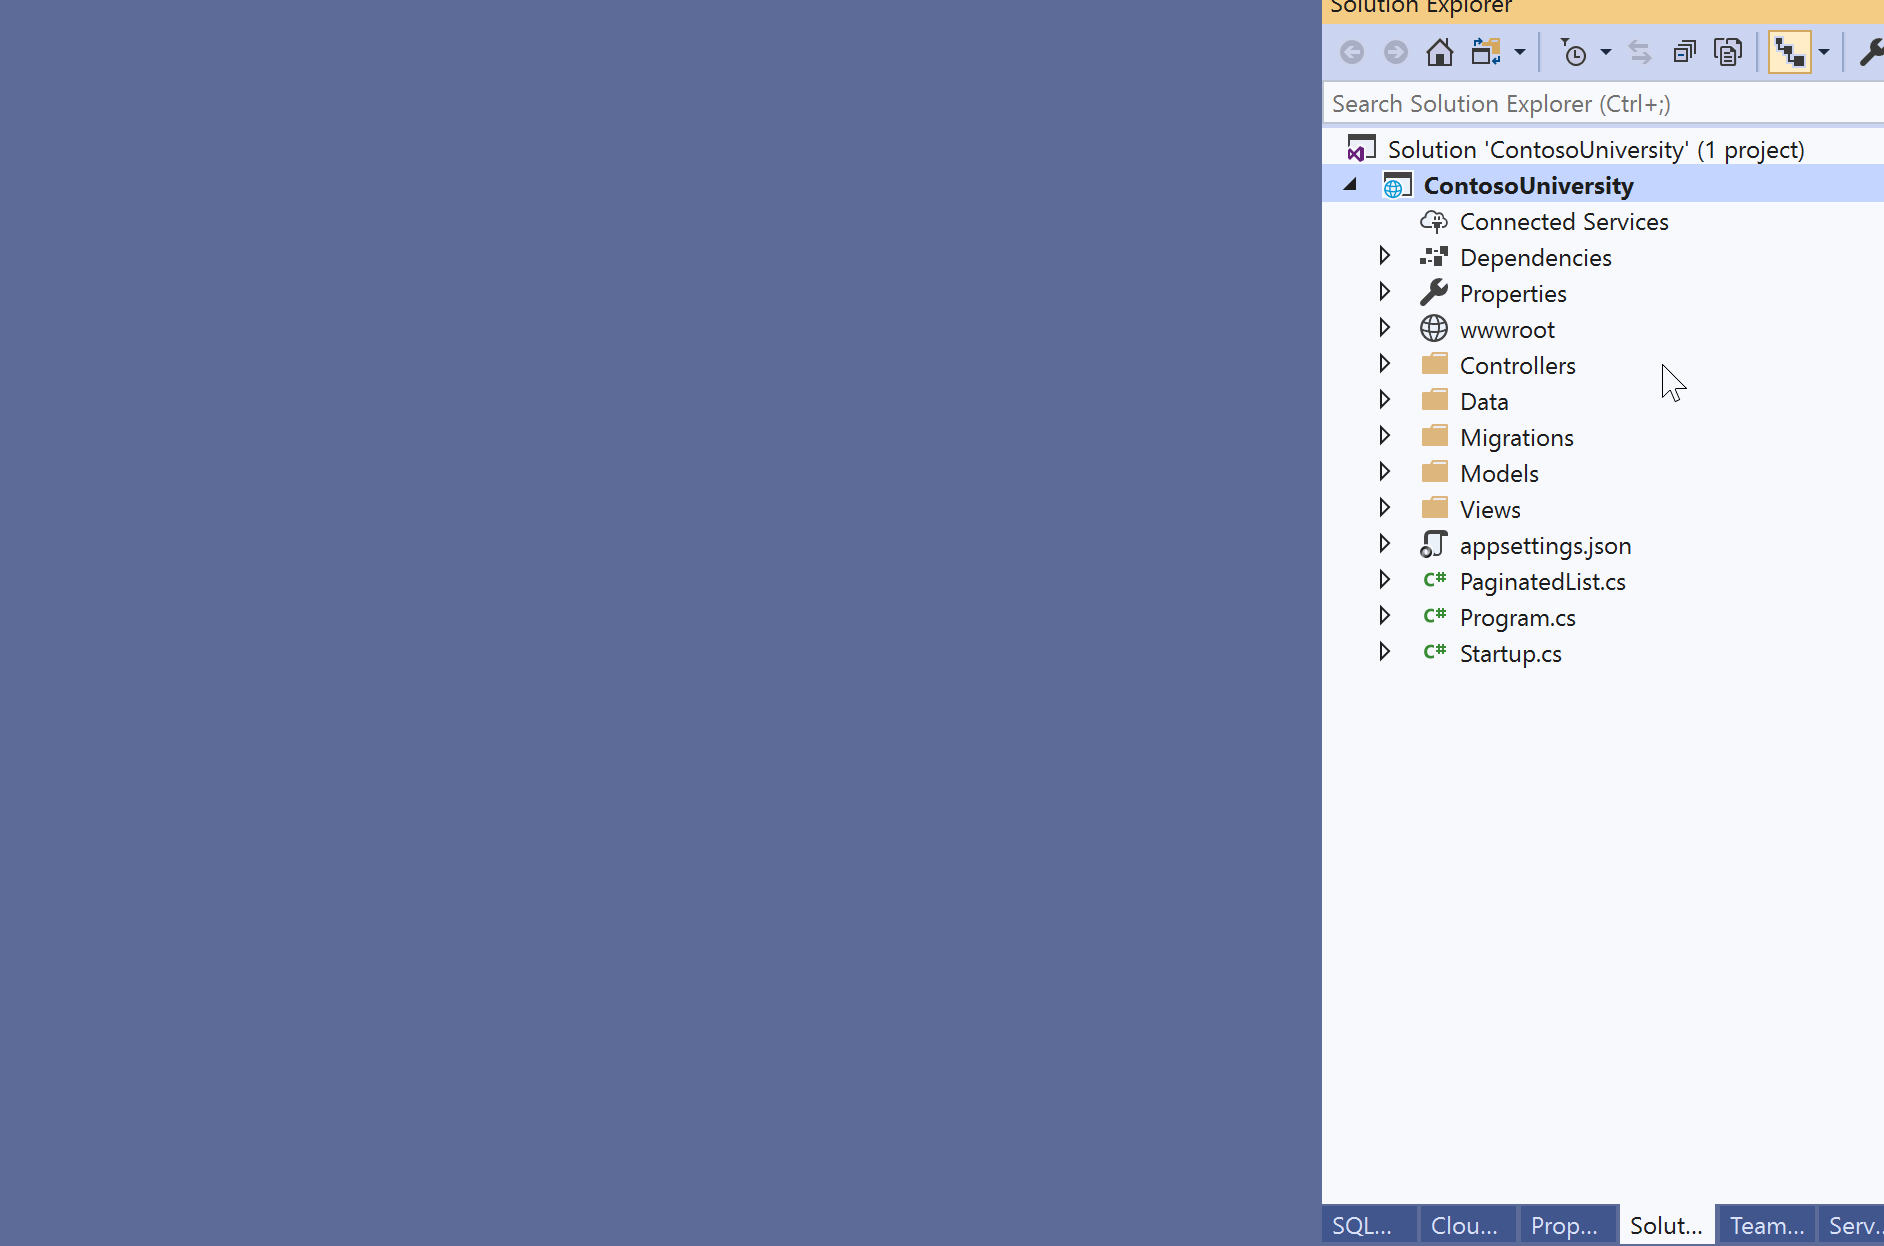 Solution Explorer
Search Solution Explorer (Ctrl+;)
Solution 'ContosoUniversity' (1 project)
ContosoUniversity
Connected Services
Dependencies
Properties
wwwroot
Controllers
Data
Migrations
Models
Views
appsettings.json
C# PaginatedList.cs
C# Program.cs
C# Startup.cs
SQL... Clou... Prop... Solut... Team... Serv...